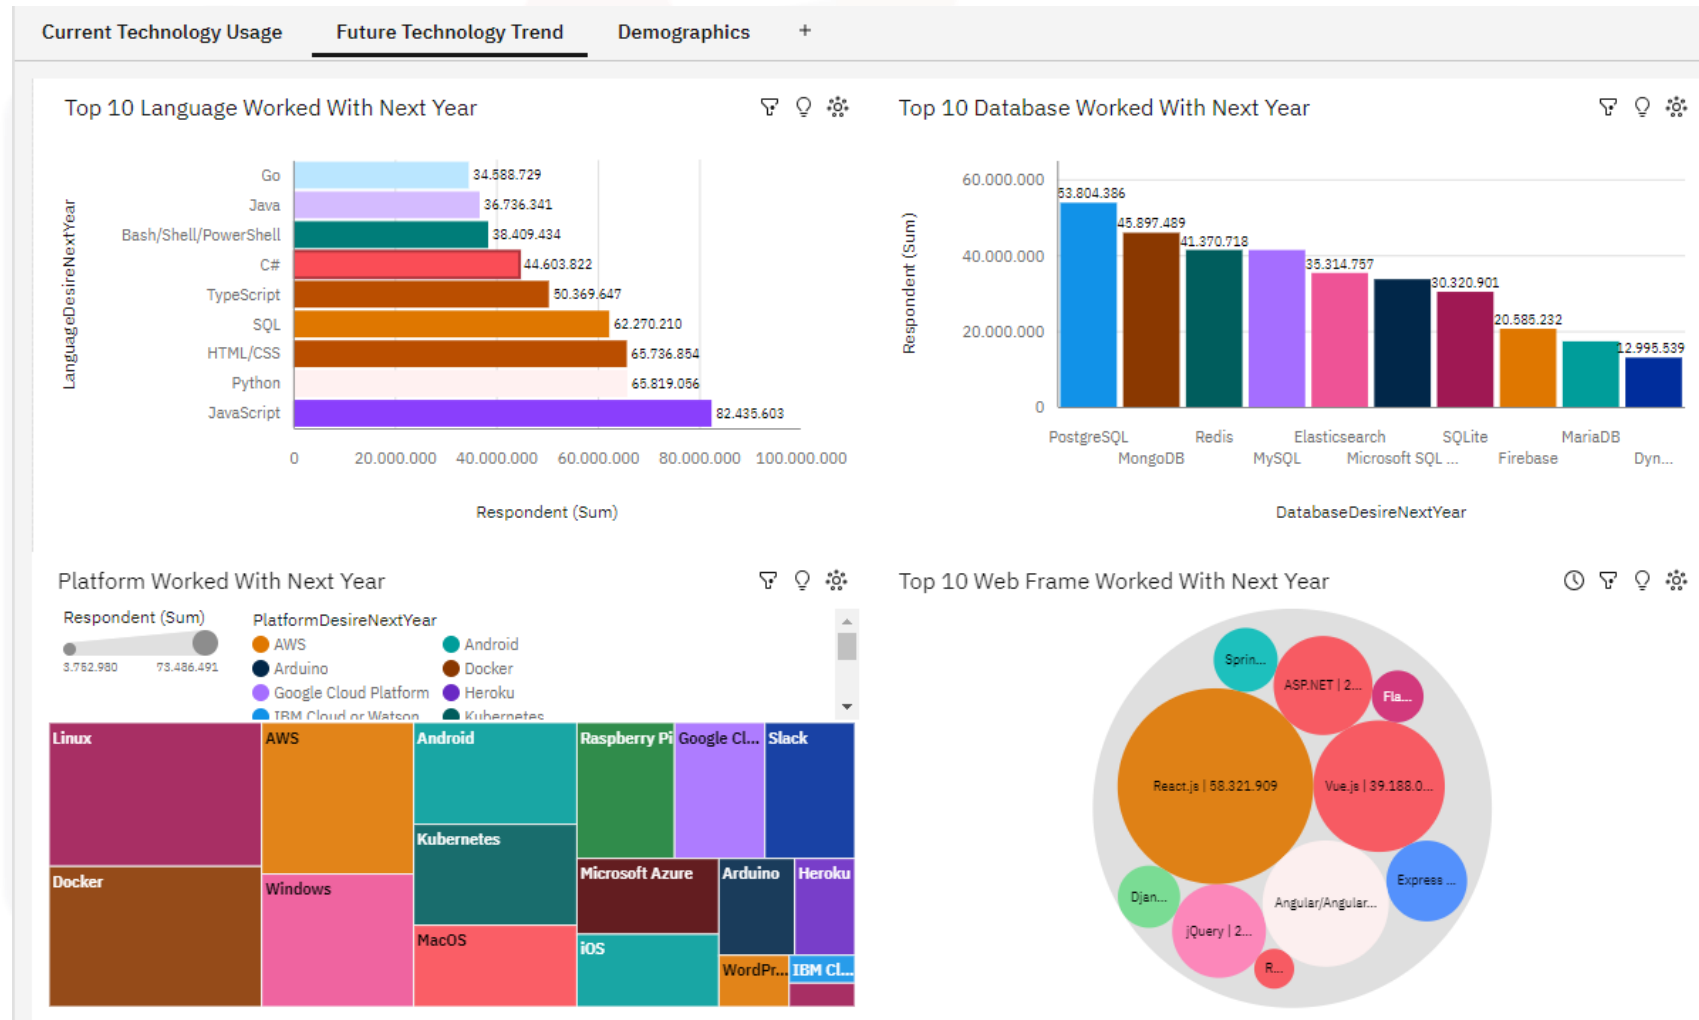 Current Technology Usage
Future Technology Trend
Demographics
+
Top 10 Language Worked With Next Year
LanguageDesireNextYear
Go
34.588.729
Java
36.736.341
Bash/Shell/PowerShell
38.409.434
C#
44.603.822
TypeScript
50.369.647
SQL
62.270.210
HTML/CSS
65.736.854
Python
65.819.056
JavaScript
82.435.603
0 20.000.000 40.000.000 60.000.000 80.000.000 100.000.000
Respondent (Sum)
Top 10 Database Worked With Next Year
Respondent (Sum)
60.000.000
40.000.000
20.000.000
0
53.804.386
45.897.489
41.370.718
35.314.757
30.320.901
20.585.232
12.995.539
PostgreSQL Redis Elasticsearch SQLite MariaDB
MongoDB MySQL Microsoft SQL ... Firebase Dyn...
DatabaseDesireNextYear
Platform Worked With Next Year
Respondent (Sum)
3.752.980 73.486.491
PlatformDesireNextYear
AWS Android
Arduino Docker
Google Cloud Platform Heroku
IBM Cloud or Watson Kubernetes
Linux
AWS
Android
Raspberry Pi
Google Cl...
Slack
Kubernetes
Docker
Windows
Microsoft Azure
Arduino
Heroku
MacOS
iOS
WordPr...
IBM Cl...
Top 10 Web Frame Worked With Next Year
Sprin...
ASP.NET | 2...
Fla...
React.js | 58.321.909
Vue.js | 39.188.0...
Express ...
Djan...
Angular/Angular...
jQuery | 2...
R...